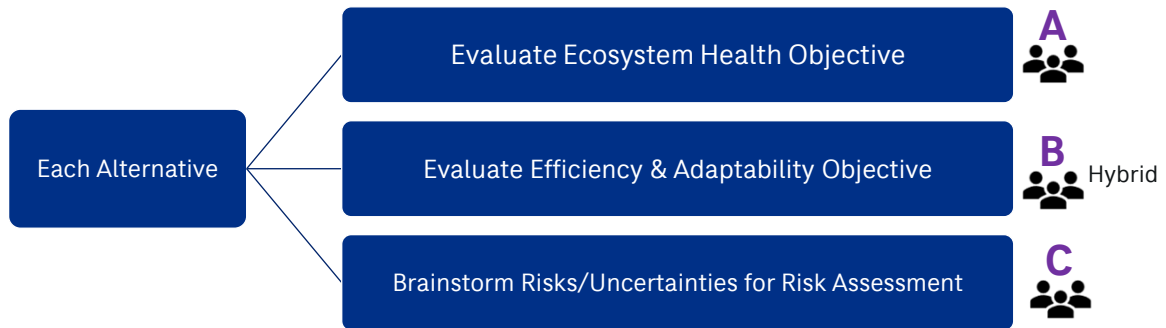 A
Evaluate Ecosystem Health Objective
Each Alternative
B
Evaluate Efficiency & Adaptability Objective
Hybrid
C
Brainstorm Risks/Uncertainties for Risk Assessment